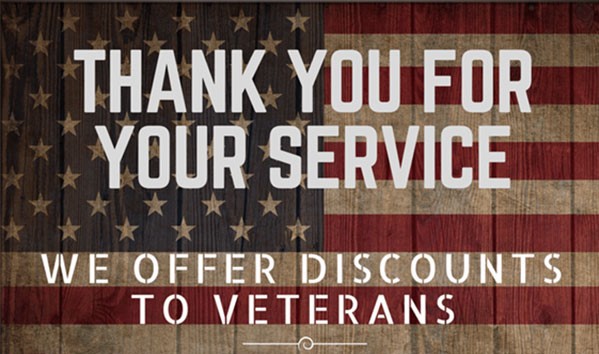 THANK YOU FOR
YOUR SERVICE
WE OFFER DISCOUNTS
TO VETERANS